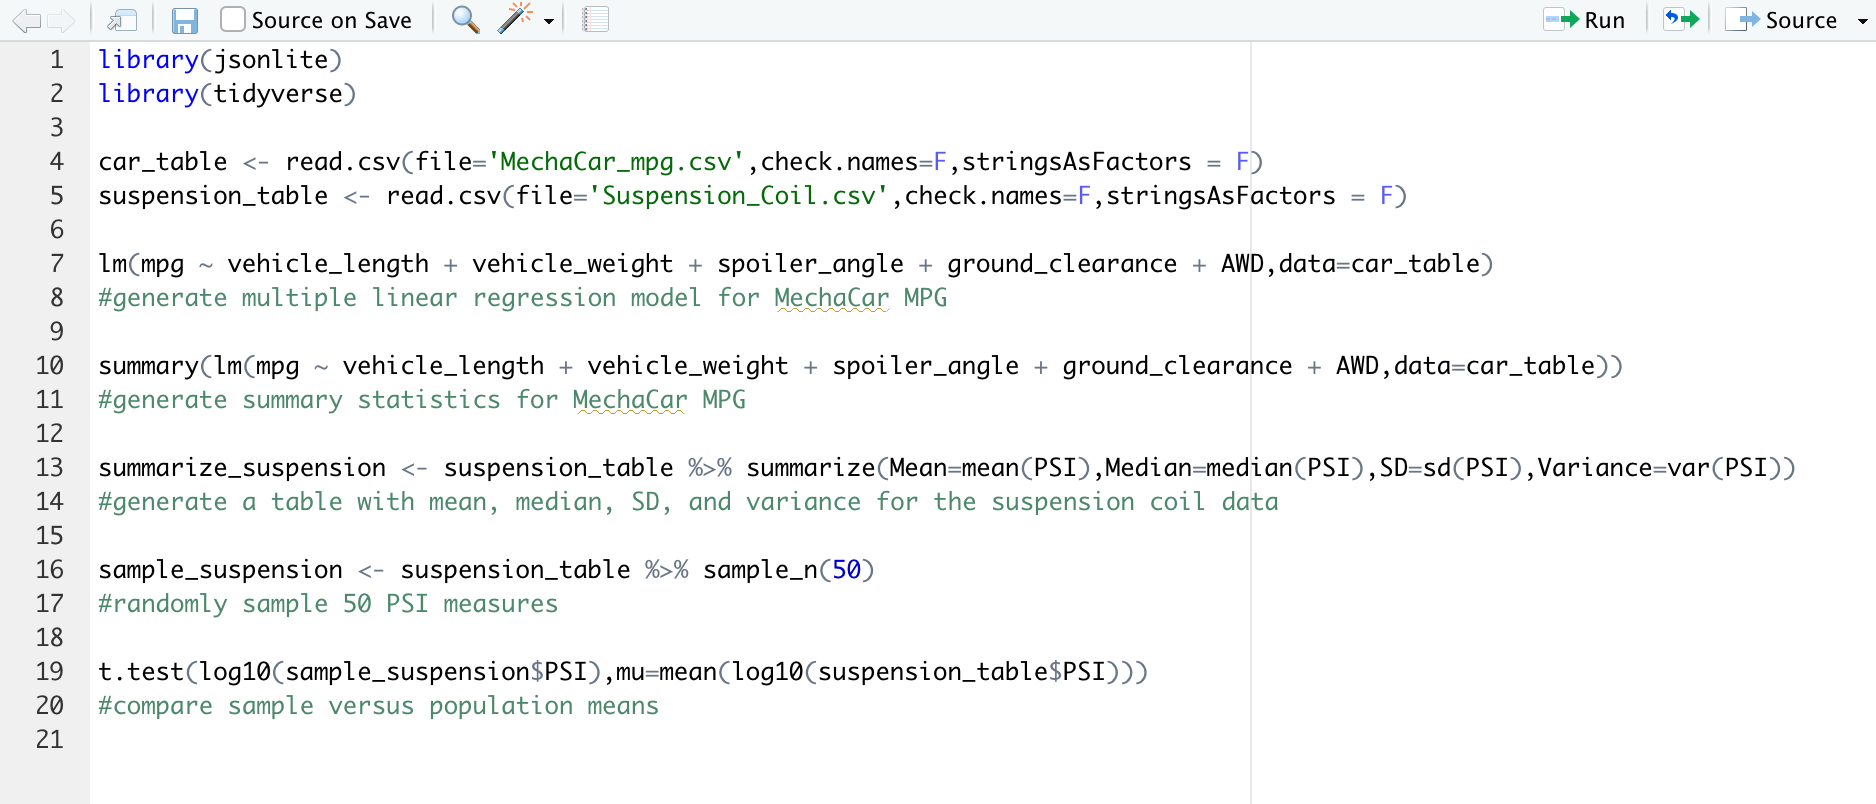 Source on Save Run Source
1 library(jsonlite)
2 library(tidyverse)
3
4 car_table <- read.csv(file='MechaCar_mpg.csv',check.names=F,stringsAsFactors = F)
5 suspension_table <- read.csv(file='Suspension_Coil.csv',check.names=F,stringsAsFactors = F)
6
7 lm(mpg ~ vehicle_length + vehicle_weight + spoiler_angle + ground_clearance + AWD,data=car_table)
8 #generate multiple linear regression model for MechaCar MPG
9
10 summary(lm(mpg ~ vehicle_length + vehicle_weight + spoiler_angle + ground_clearance + AWD,data=car_table))
11 #generate summary statistics for MechaCar MPG
12
13 summarize_suspension <- suspension_table %>% summarize(Mean=mean(PSI),Median=median(PSI),SD=sd(PSI),Variance=var(PSI))
14 #generate a table with mean, median, SD, and variance for the suspension coil data
15
16 sample_suspension <- suspension_table %>% sample_n(50)
17 #randomly sample 50 PSI measures
18
19 t.test(log10(sample_suspension$PSI),mu=mean(log10(suspension_table$PSI)))
20 #compare sample versus population means
21